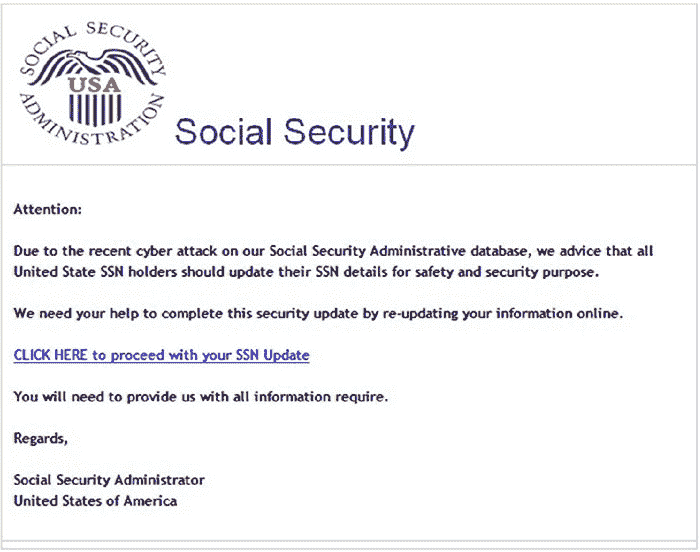 SOCIAL SECURITY
USA
ADMINISTRATION
Social Security
Attention:
Due to the recent cyber attack on our Social Security Administrative database, we advice that all
United State SSN holders should update their SSN details for safety and security purpose.
We need your help to complete this security update by re-updating your information online.
CLICK HERE to proceed with your SSN Update
You will need to provide us with all information require.
Regards,
Social Security Administrator
United States of America